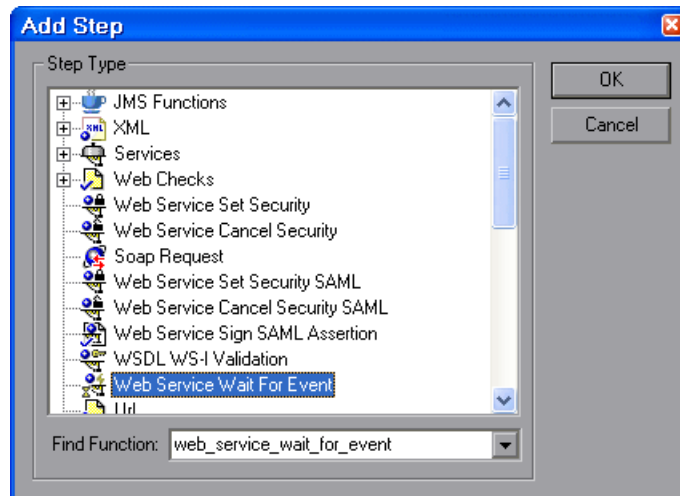 Add Step
Step Type
OK
Cancel
JMS Functions
XML
Services
Web Checks
Web Service Set Security
Web Service Cancel Security
Soap Request
Web Service Set Security SAML
Web Service Cancel Security SAML
Web Service Sign SAML Assertion
WSDL WS-I Validation
Web Service Wait For Event
Url
Find Function: web_service_wait_for_event